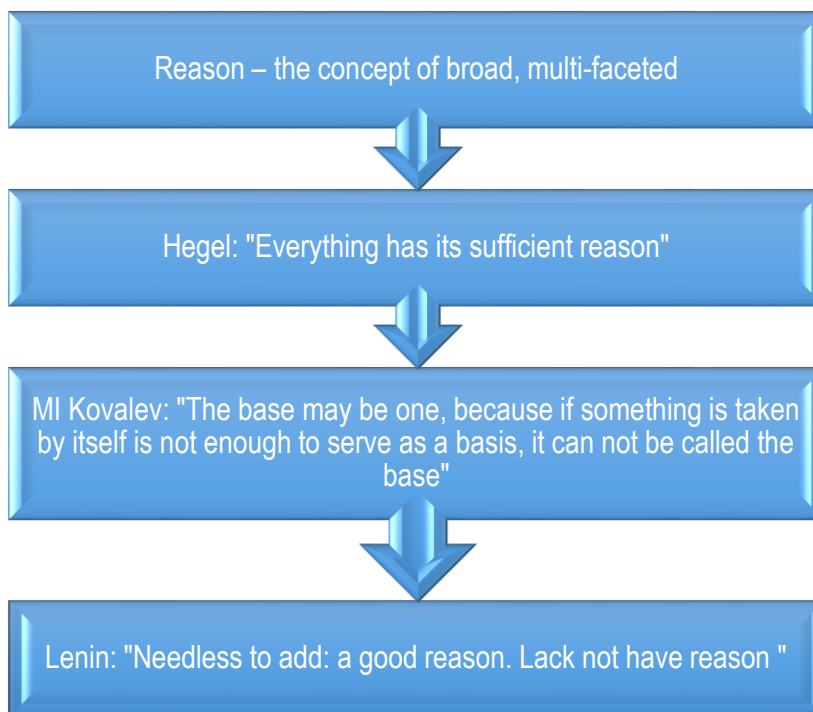 Reason – the concept of broad, multi-faceted
Hegel: "Everything has its sufficient reason"
MI Kovalev: "The base may be one, because if something is taken
by itself is not enough to serve as a basis, it can not be called the
base"
Lenin: "Needless to add: a good reason. Lack not have reason "